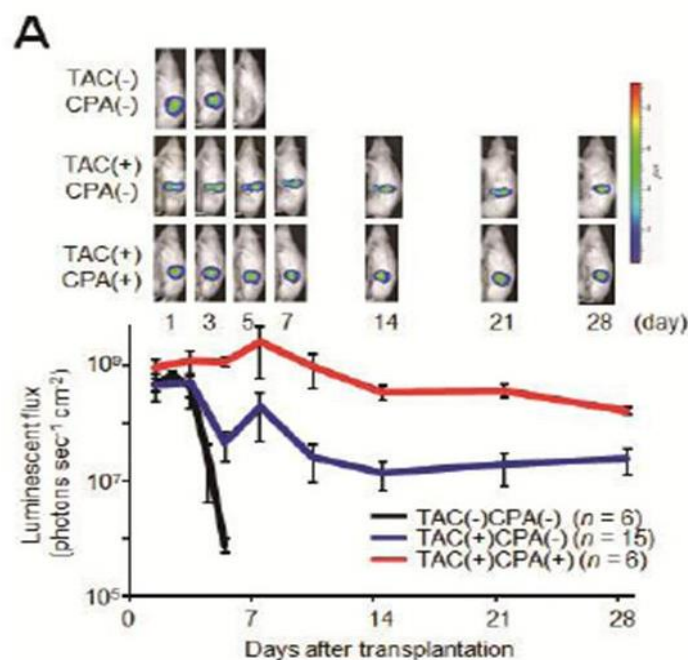 A
TAC(-)
CPA(-)
TAC(+)
CPA(-)
TAC(+)
CPA(+)
1 3 5 7 14 21 28 (day)
10⁹
10⁷
10⁵
Luminescent flux
(photons sec⁻¹ cm⁻²)
TAC(-)CPA(-) (n = 6)
TAC(+)CPA(-) (n = 15)
TAC(+)CPA(+) (n = 6)
0 7 14 21 28
Days after transplantation